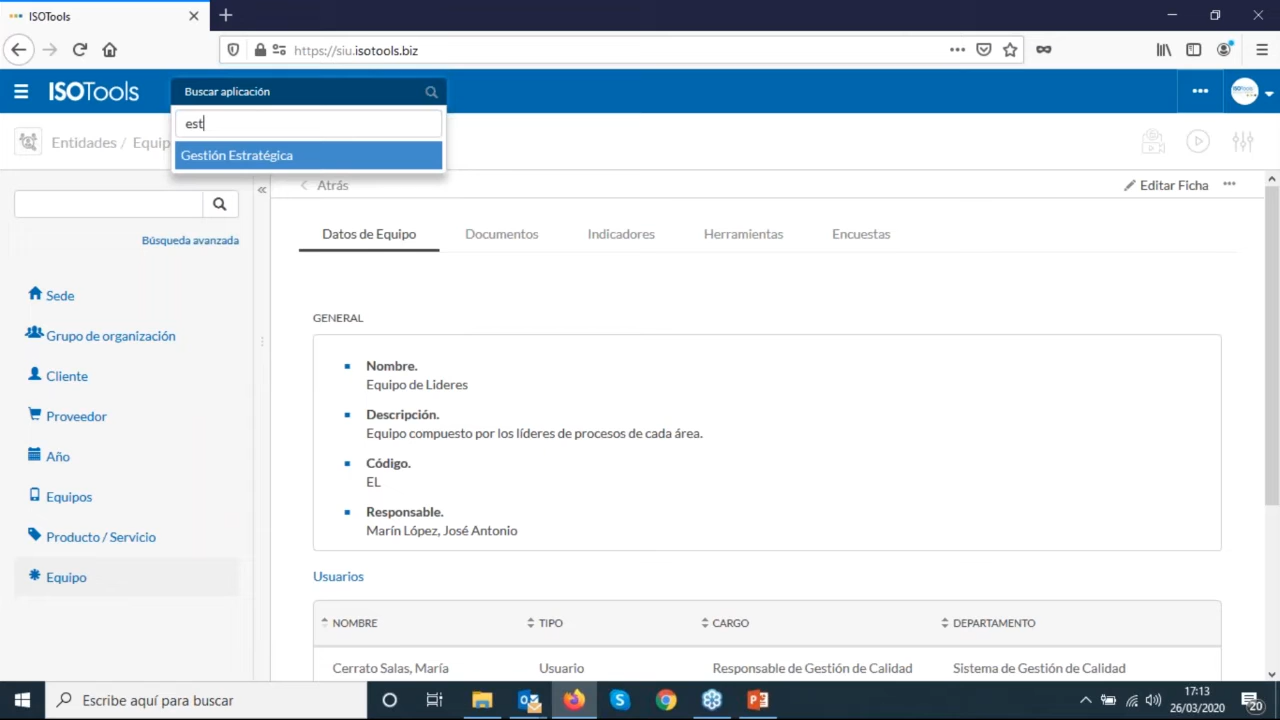 ISOTools
https://siu.isotools.biz
ISOTools
Buscar aplicación
est
Gestión Estratégica
Entidades / Equip
Atrás
Editar Ficha
Búsqueda avanzada
Datos de Equipo
Documentos
Indicadores
Herramientas
Encuestas
Sede
Grupo de organización
Cliente
Proveedor
Año
Equipos
Producto / Servicio
Equipo
GENERAL
Nombre.
Equipo de Lideres
Descripción.
Equipo compuesto por los líderes de procesos de cada área.
Código.
EL
Responsable.
Marín López, José Antonio
Usuarios
NOMBRE TIPO CARGO DEPARTAMENTO
Cerrato Salas, María Usuario Responsable de Gestión de Calidad Sistema de Gestión de Calidad
Escribe aquí para buscar
17:13
26/03/2020
20